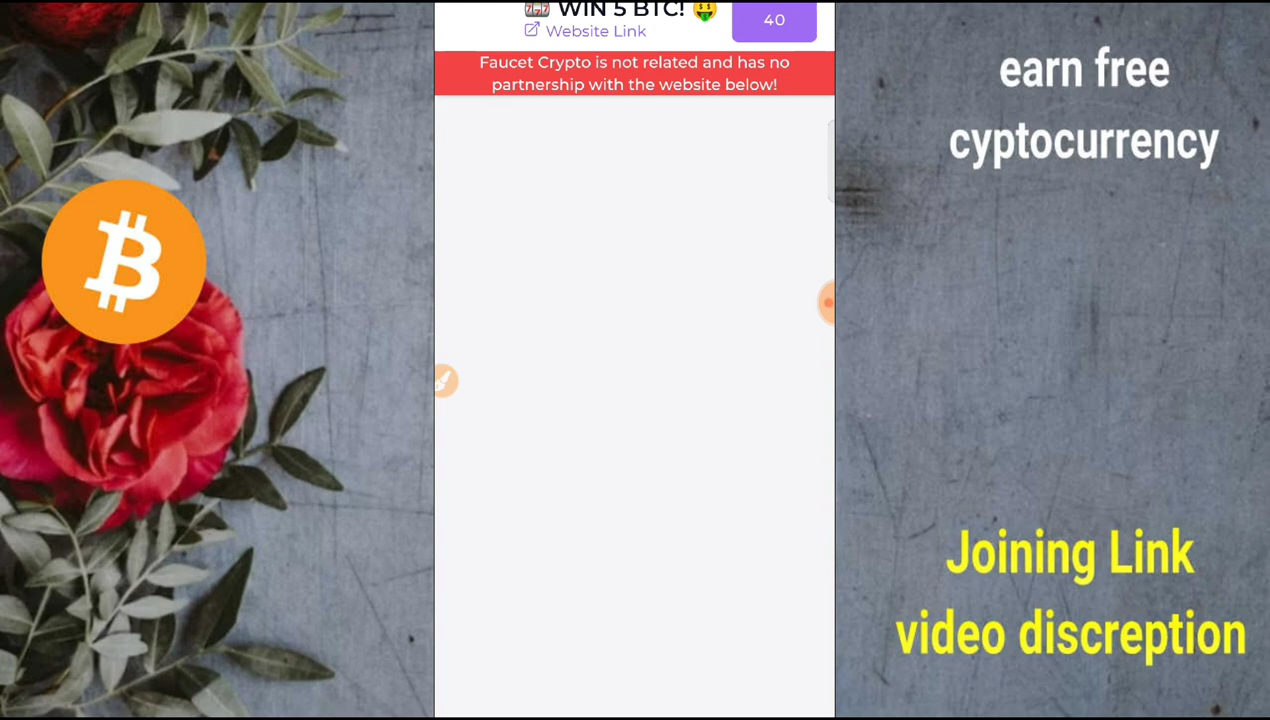 🎰 WIN 5 BTC! 🤑
Website Link
40
Faucet Crypto is not related and has no
partnership with the website below!
earn free
cyptocurrency
Joining Link
video discreption